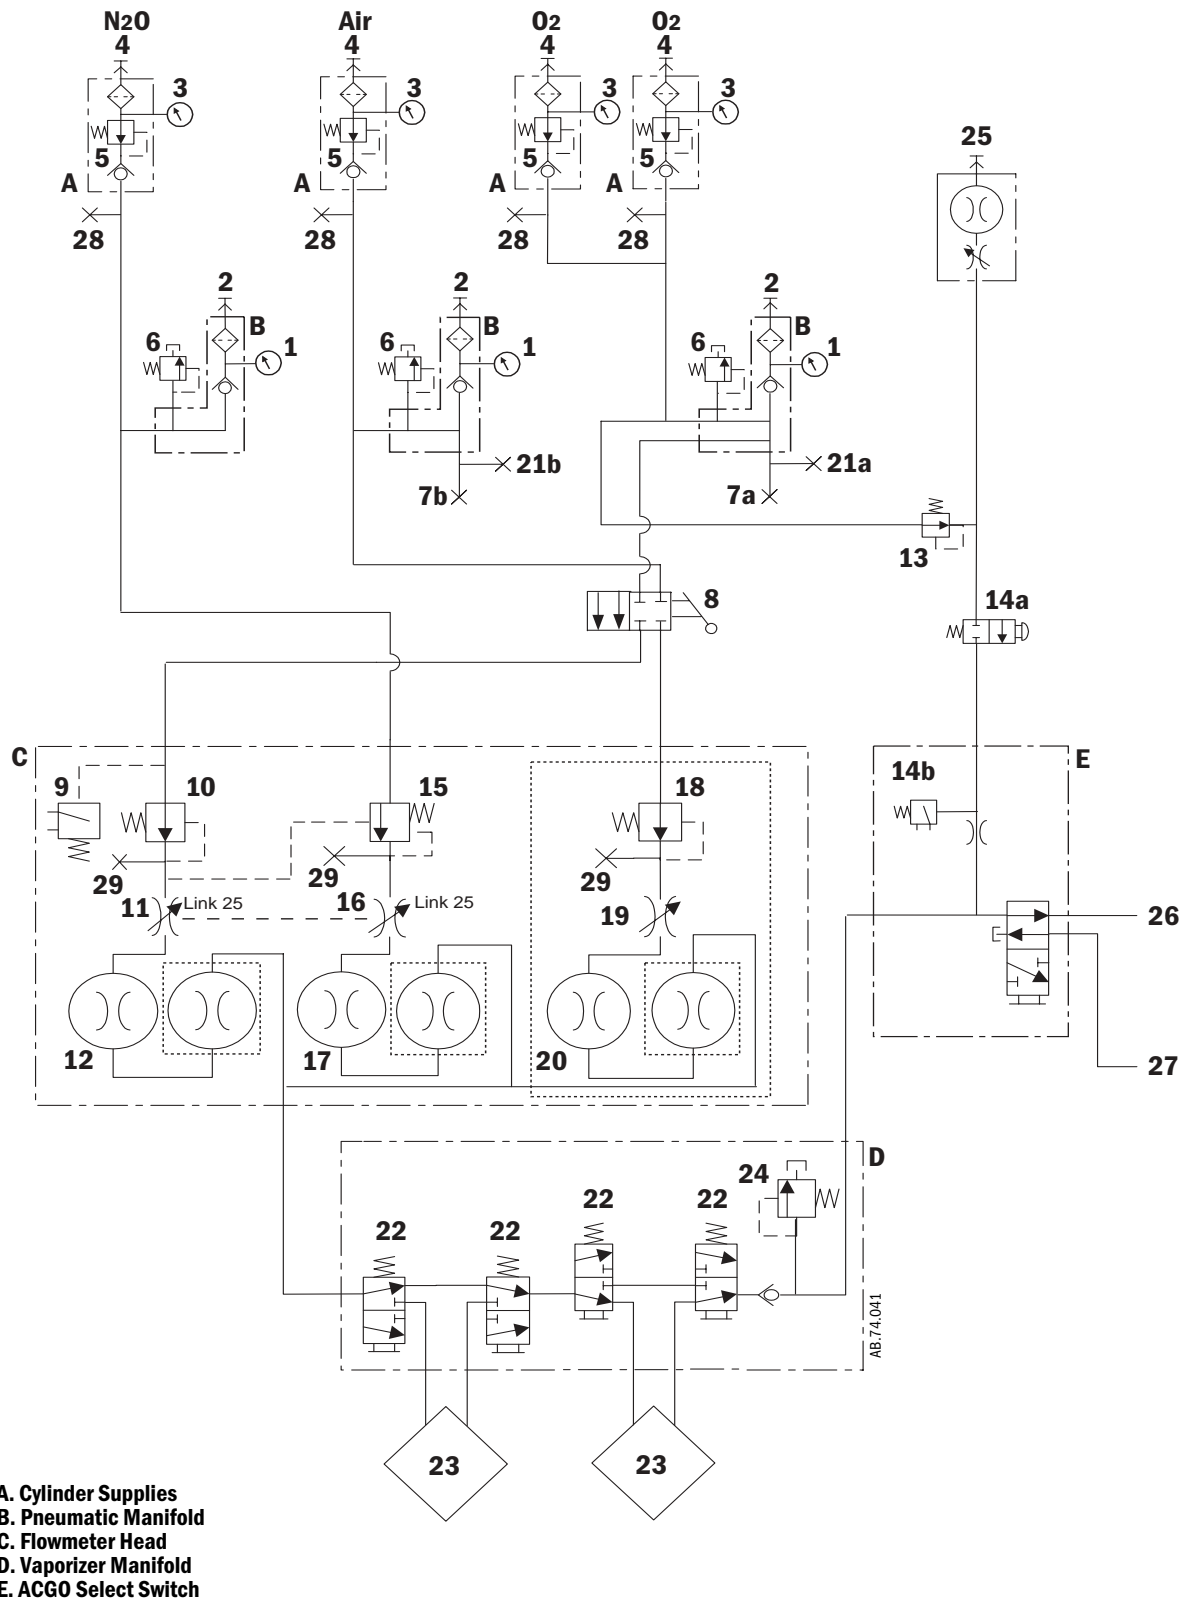 N2O Air O2 O2
4 4 4 4
3 3 3 3
5 5 5 5
A A A A
25
28 28 28 28
2 2 2
B B B
6 1 6 1 6 1
21b 21a
7b 7a
13
8 14a
C E
9 10 15 18 14b
29 29 29
11 Link 25 16 Link 25 19 26
12 17 20 27
D
24
22 22
22 22
AB.74.041
23 23
A. Cylinder Supplies
B. Pneumatic Manifold
C. Flowmeter Head
D. Vaporizer Manifold
E. ACGO Select Switch